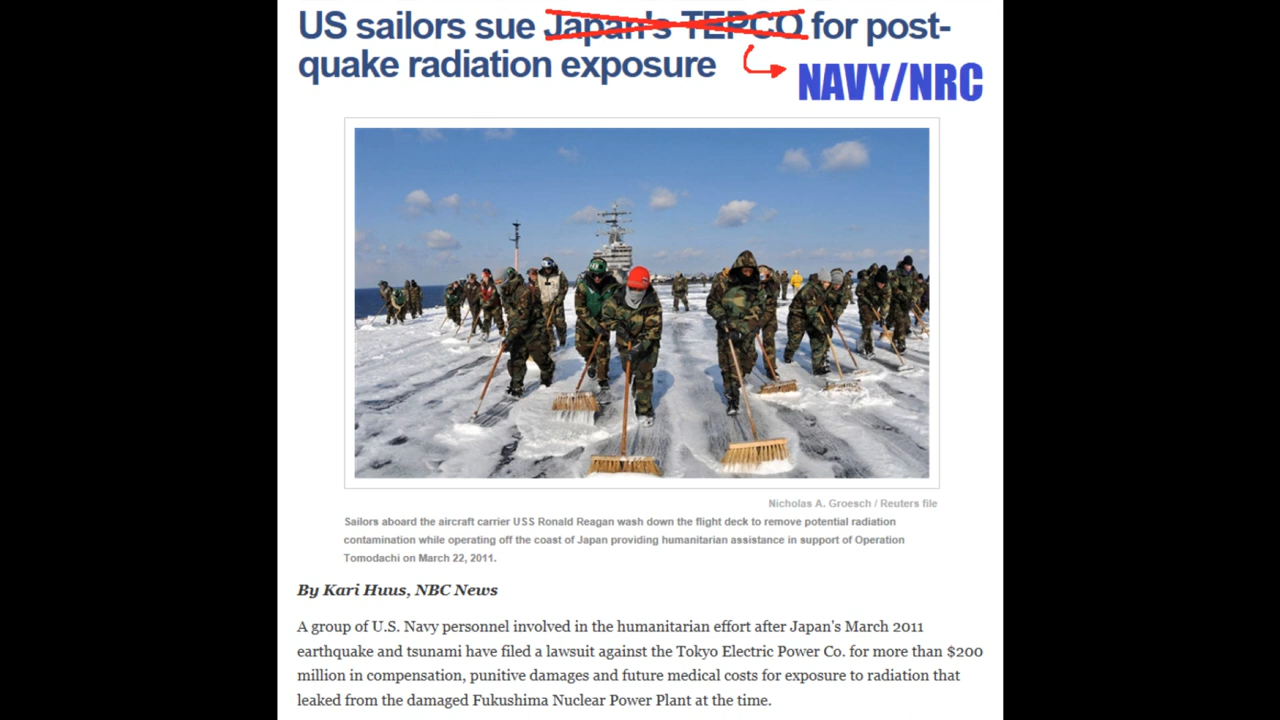 US sailors sue Japan's TEPCO for post-
quake radiation exposure
NAVY/NRC
Nicholas A. Groesch / Reuters file
Sailors aboard the aircraft carrier USS Ronald Reagan wash down the flight deck to remove potential radiation
contamination while operating off the coast of Japan providing humanitarian assistance in support of Operation
Tomodachi on March 22, 2011.
By Kari Huus, NBC News
A group of U.S. Navy personnel involved in the humanitarian effort after Japan's March 2011
earthquake and tsunami have filed a lawsuit against the Tokyo Electric Power Co. for more than $200
million in compensation, punitive damages and future medical costs for exposure to radiation that
leaked from the damaged Fukushima Nuclear Power Plant at the time.